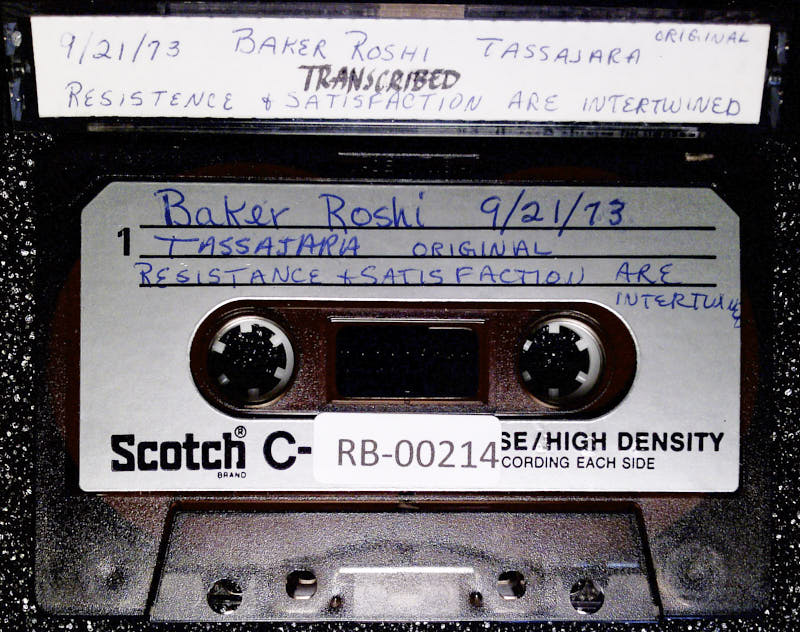 9/21/73 BAKER ROSHI TASSAJARA ORIGINAL
TRANSCRIBED
RESISTENCE & SATISFACTION ARE INTERTWINED
Baker Roshi 9/21/73
1 TASSAJARA ORIGINAL
RESISTANCE + SATISFACTION ARE
INTERTWINED
Scotch® C- RB-00214 SE/HIGH DENSITY
BRAND CORDING EACH SIDE